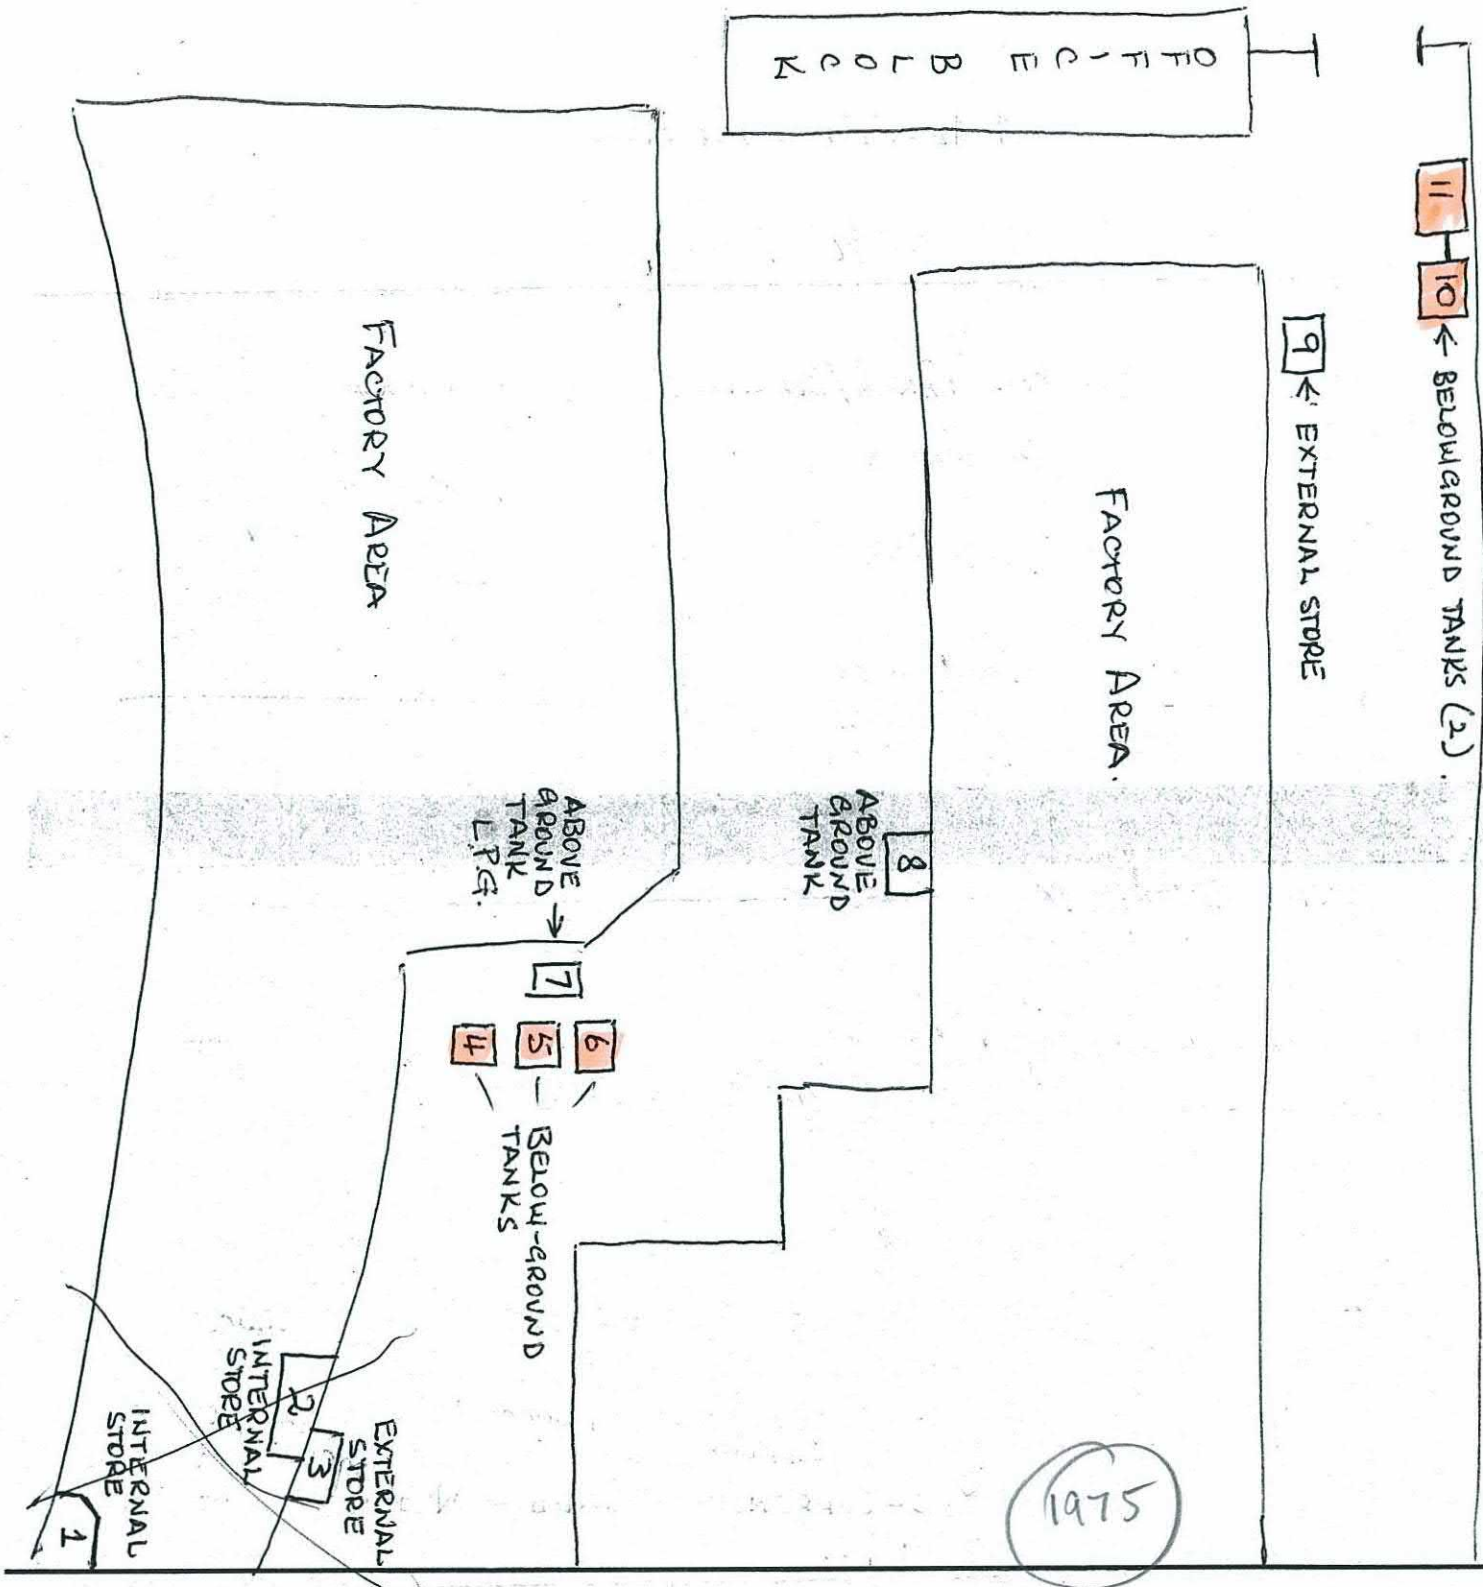 OFFICE BLOCK
11
10
← BELOWGROUND TANKS (2).
9
← EXTERNAL STORE
FACTORY AREA
FACTORY AREA.
8
ABOVE
GROUND
TANK
ABOVE
GROUND →
TANK
L.P.G.
7
6
5
4
BELOW-GROUND
TANKS
2
INTERNAL
STORE
3
EXTERNAL
STORE
1
INTERNAL
STORE
1975